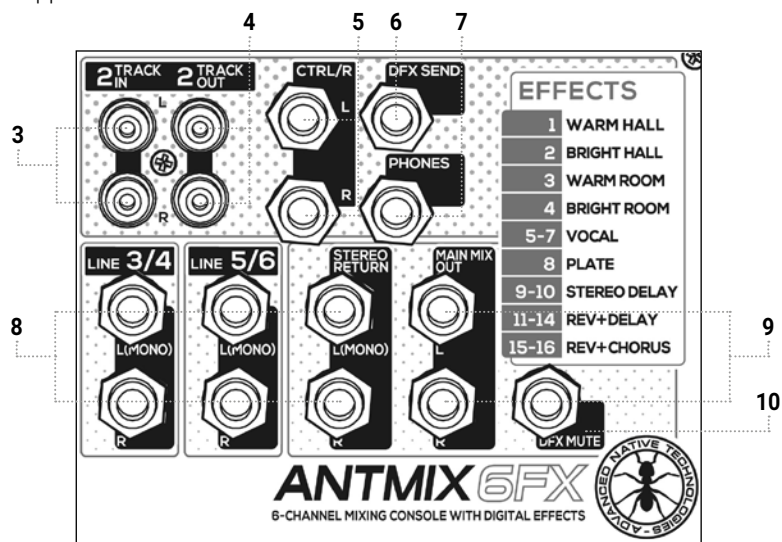 4 5 6 7
2 TRACK IN 2 TRACK OUT
CTRL/R
DFX SEND
L
L
3
R
R
PHONES
EFFECTS
1 WARM HALL
2 BRIGHT HALL
3 WARM ROOM
4 BRIGHT ROOM
5-7 VOCAL
8 PLATE
9-10 STEREO DELAY
11-14 REV+DELAY
15-16 REV+CHORUS
LINE 3/4
LINE 5/6
STEREO RETURN
MAIN MIX OUT
8
L(MONO)
L(MONO)
L(MONO)
L
9
R
R
R
R
DFX MUTE
10
ANTMIX 6FX
6-CHANNEL MIXING CONSOLE WITH DIGITAL EFFECTS
ADVANCED NATIVE TECHNOLOGIES